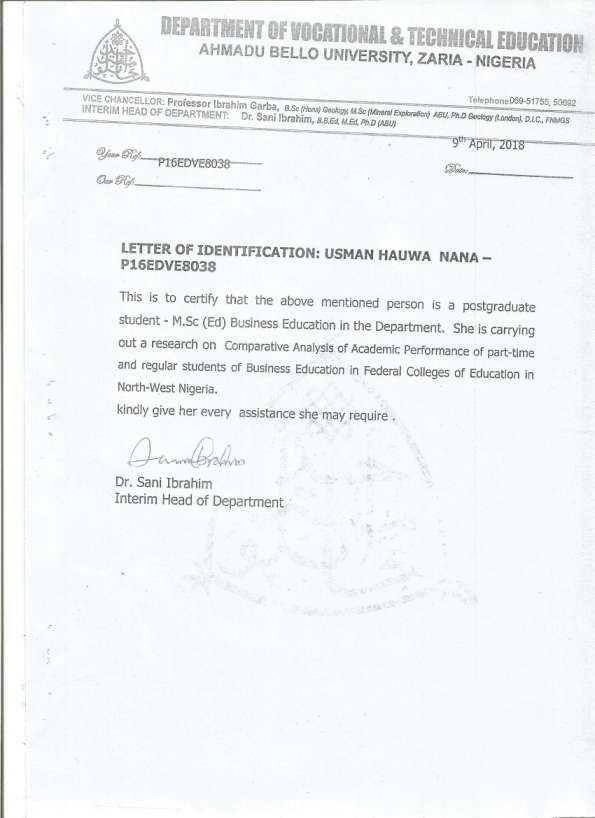 DEPARTMENT OF VOCATIONAL & TECHNICAL EDUCATION
AHMADU BELLO UNIVERSITY, ZARIA - NIGERIA
Telephone069-51755, 50692
VICE CHANCELLOR: Professor Ibrahim Garba, B.Sc (Hons) Geology, M.Sc (Mineral Exploration) ABU, Ph.D Geology (London), D.I.C., FNMGS
INTERIM HEAD OF DEPARTMENT: Dr. Sani Ibrahim, B.B.Ed, M.Ed, Ph.D (ABU)
9th April, 2018
Your Ref: P16EDVE8038
Date:
Our Ref:
LETTER OF IDENTIFICATION: USMAN HAUWA NANA –
P16EDVE8038
This is to certify that the above mentioned person is a postgraduate
student - M.Sc (Ed) Business Education in the Department. She is carrying
out a research on Comparative Analysis of Academic Performance of part-time
and regular students of Business Education in Federal Colleges of Education in
North-West Nigeria.
kindly give her every assistance she may require .
Dr. Sani Ibrahim
Interim Head of Department